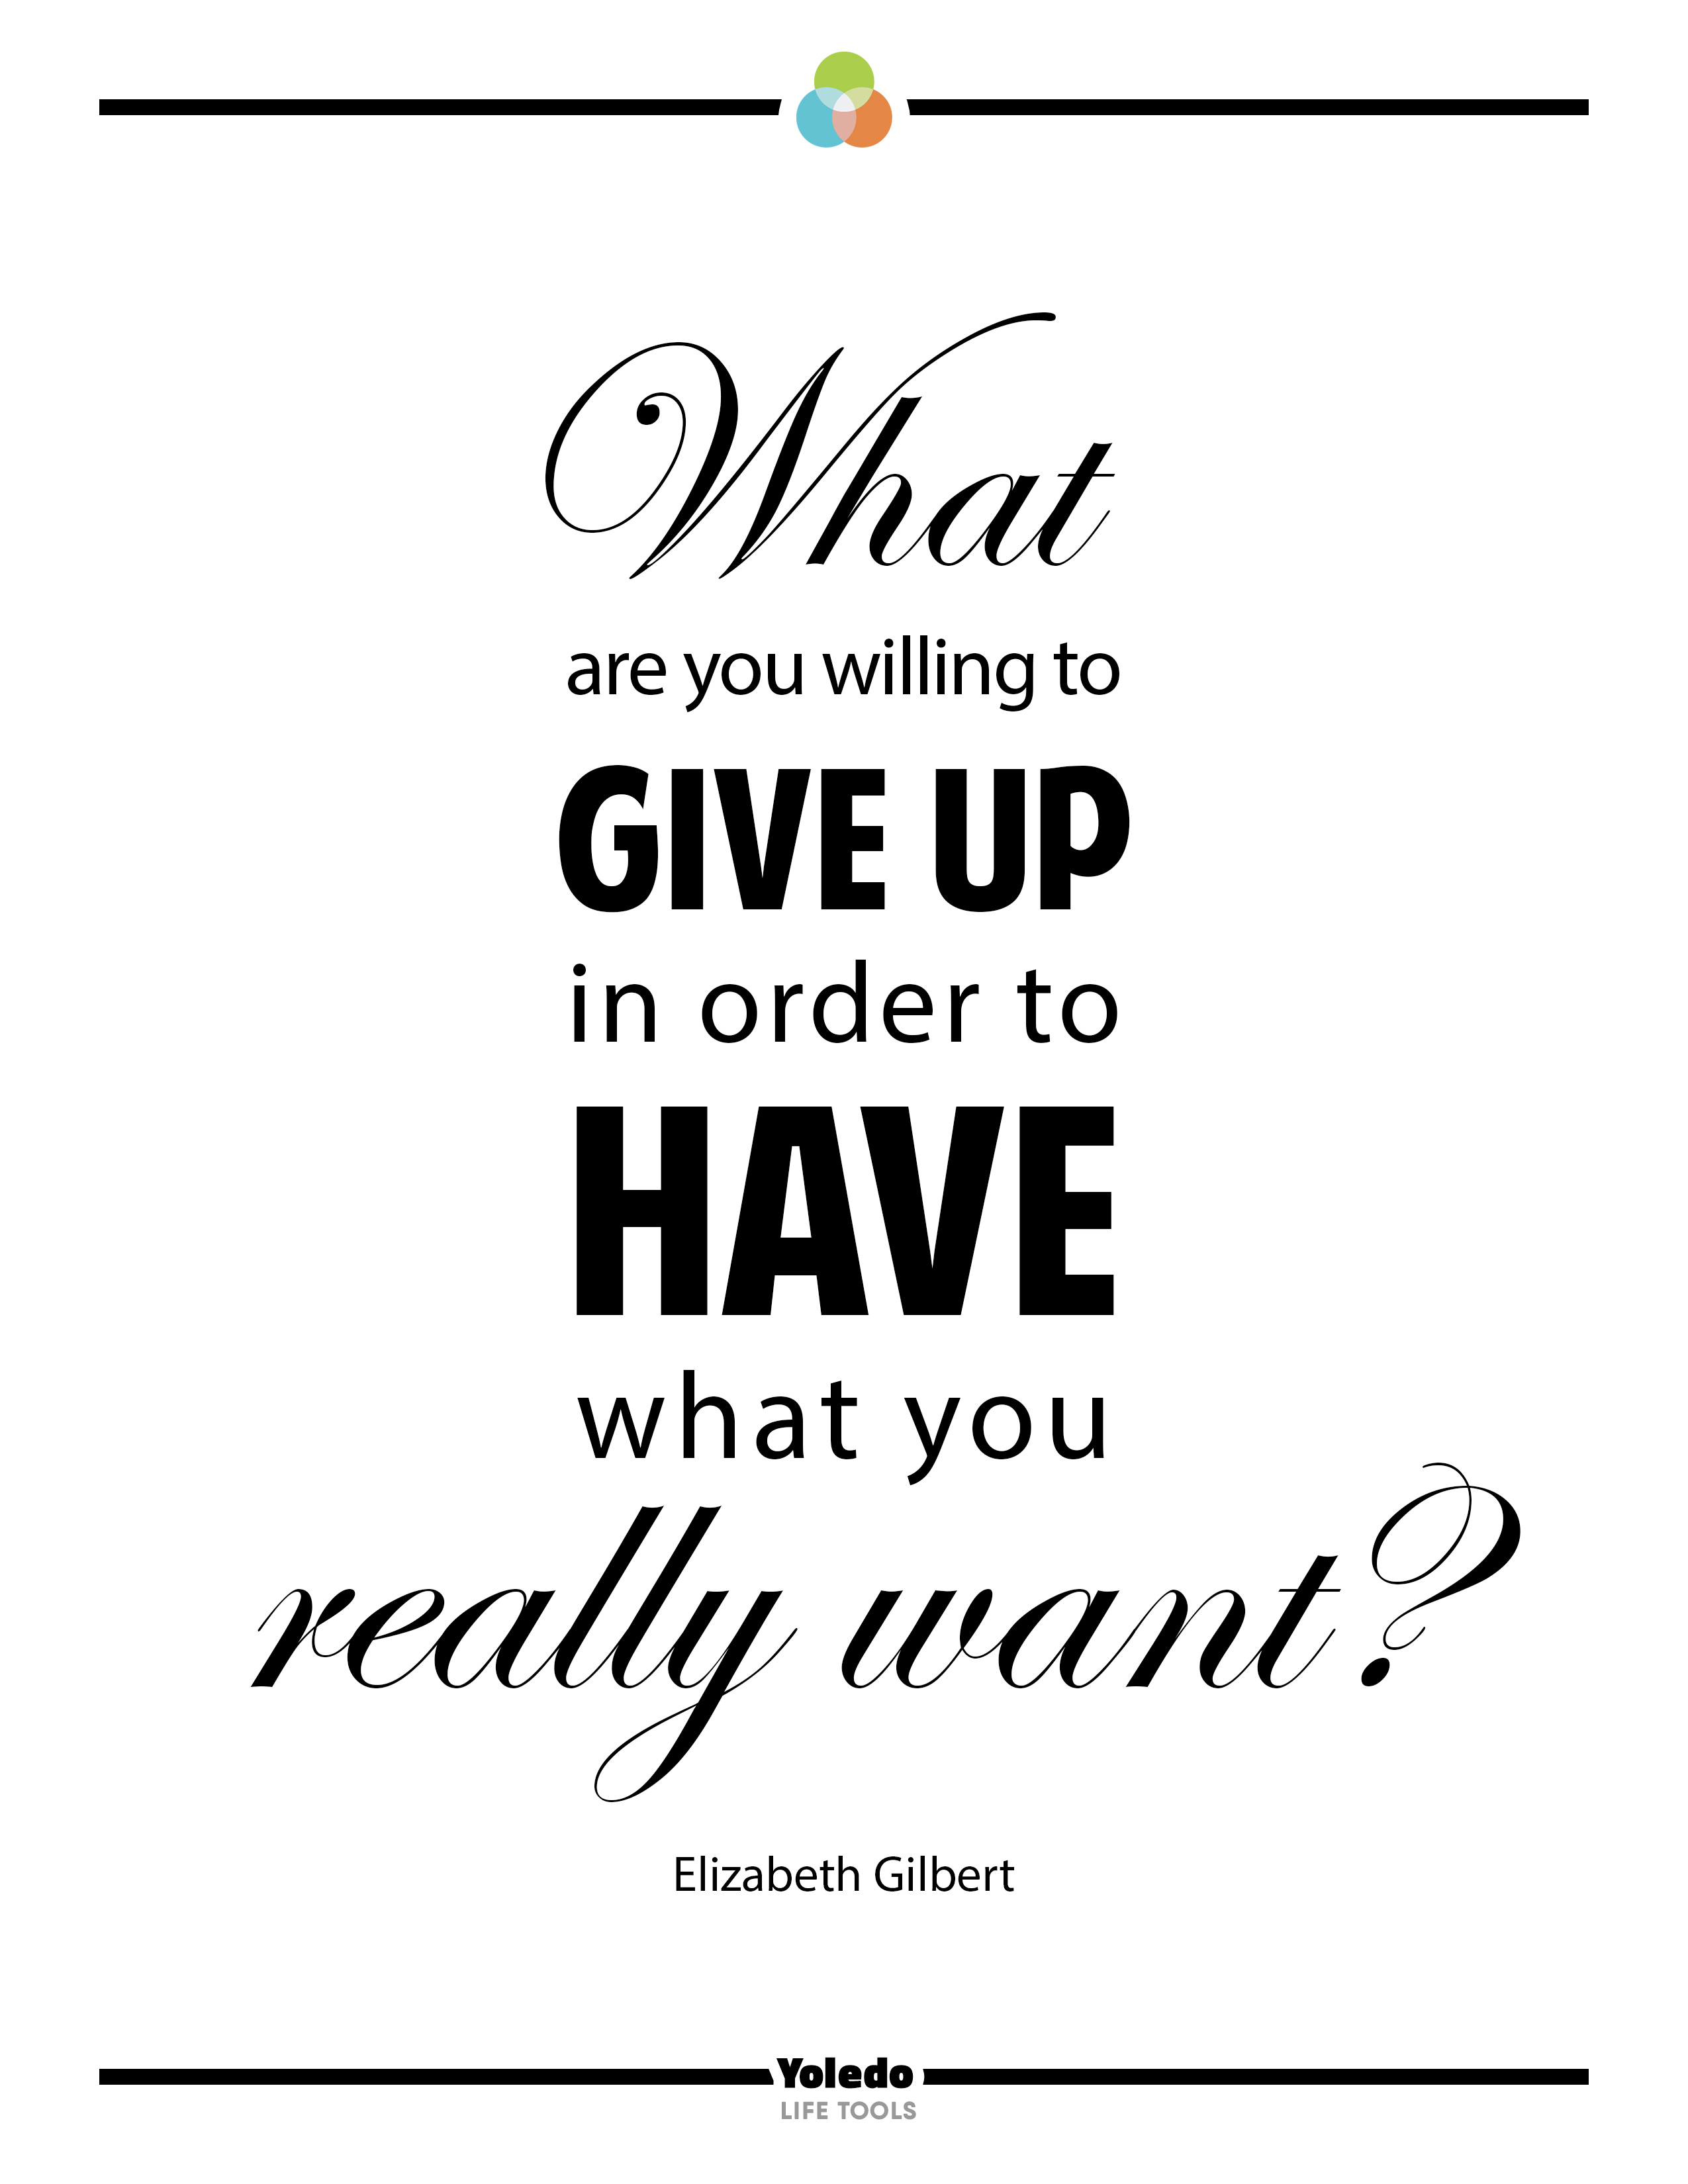 What
are you willing to
GIVE UP
in order to
HAVE
what you
really want?
Elizabeth Gilbert
Yoledo
LIFE TOOLS